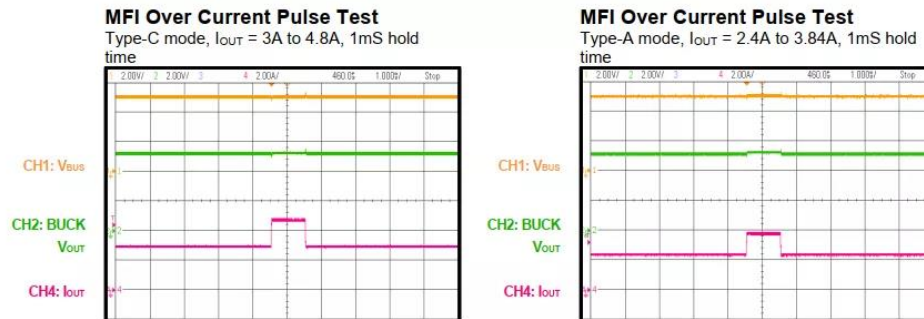 MFI Over Current Pulse Test
Type-C mode, IOUT = 3A to 4.8A, 1mS hold
time
2.00V/ 2 2.00V/ 3 4 2.00A/ 460.0% 1.000%/ Stop
CH1: VBUS
CH2: BUCK
VOUT
CH4: IOUT
MFI Over Current Pulse Test
Type-A mode, IOUT = 2.4A to 3.84A, 1mS hold
time
2.00V/ 2 2.00V/ 3 4 2.00A/ 460.0% 1.000%/ Stop
CH1: VBUS
CH2: BUCK
VOUT
CH4: IOUT